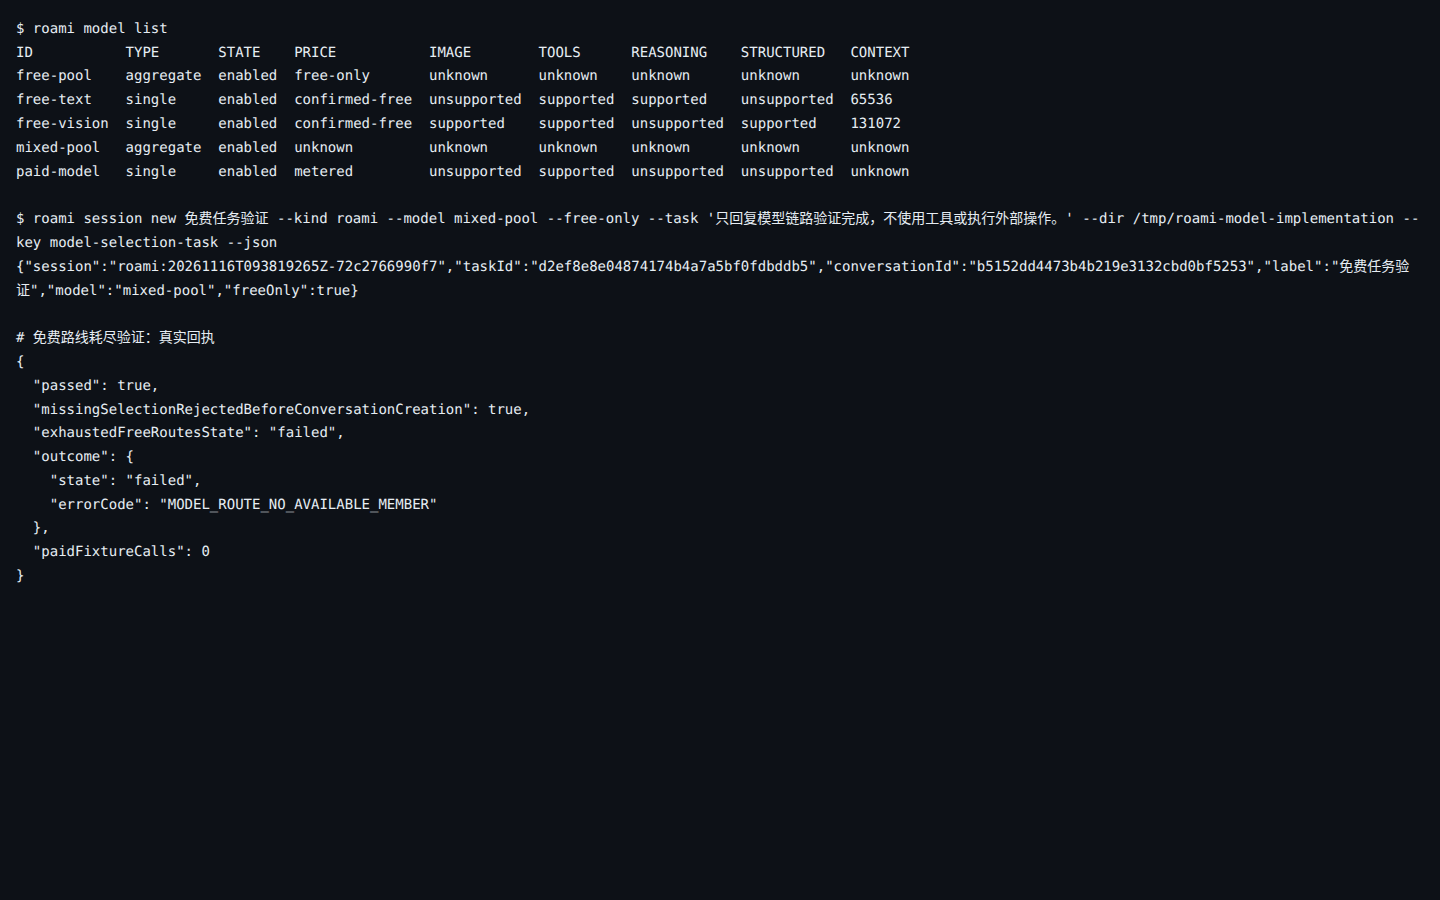 $ roami model list
ID           TYPE       STATE    PRICE           IMAGE        TOOLS      REASONING    STRUCTURED   CONTEXT
free-pool    aggregate  enabled  free-only       unknown      unknown    unknown      unknown      unknown
free-text    single     enabled  confirmed-free  unsupported  supported  supported    unsupported  65536
free-vision  single     enabled  confirmed-free  supported    supported  unsupported  supported    131072
mixed-pool   aggregate  enabled  unknown         unknown      unknown    unknown      unknown      unknown
paid-model   single     enabled  metered         unsupported  supported  unsupported  unsupported  unknown
$ roami session new 免费任务验证 --kind roami --model mixed-pool --free-only --task '只回复模型链路验证完成，不使用工具或执行外部操作。' --dir /tmp/roami-model-implementation --
key model-selection-task --json
{"session":"roami:20261116T093819265Z-72c2766990f7","taskId":"d2ef8e8e04874174b4a7a5bf0fdbddb5","conversationId":"b5152dd4473b4b219e3132cbd0bf5253","label":"免费任务验
证","model":"mixed-pool","freeOnly":true}
# 免费路线耗尽验证：真实回执
{
  "passed": true,
  "missingSelectionRejectedBeforeConversationCreation": true,
  "exhaustedFreeRoutesState": "failed",
  "outcome": {
    "state": "failed",
    "errorCode": "MODEL_ROUTE_NO_AVAILABLE_MEMBER"
  },
  "paidFixtureCalls": 0
}